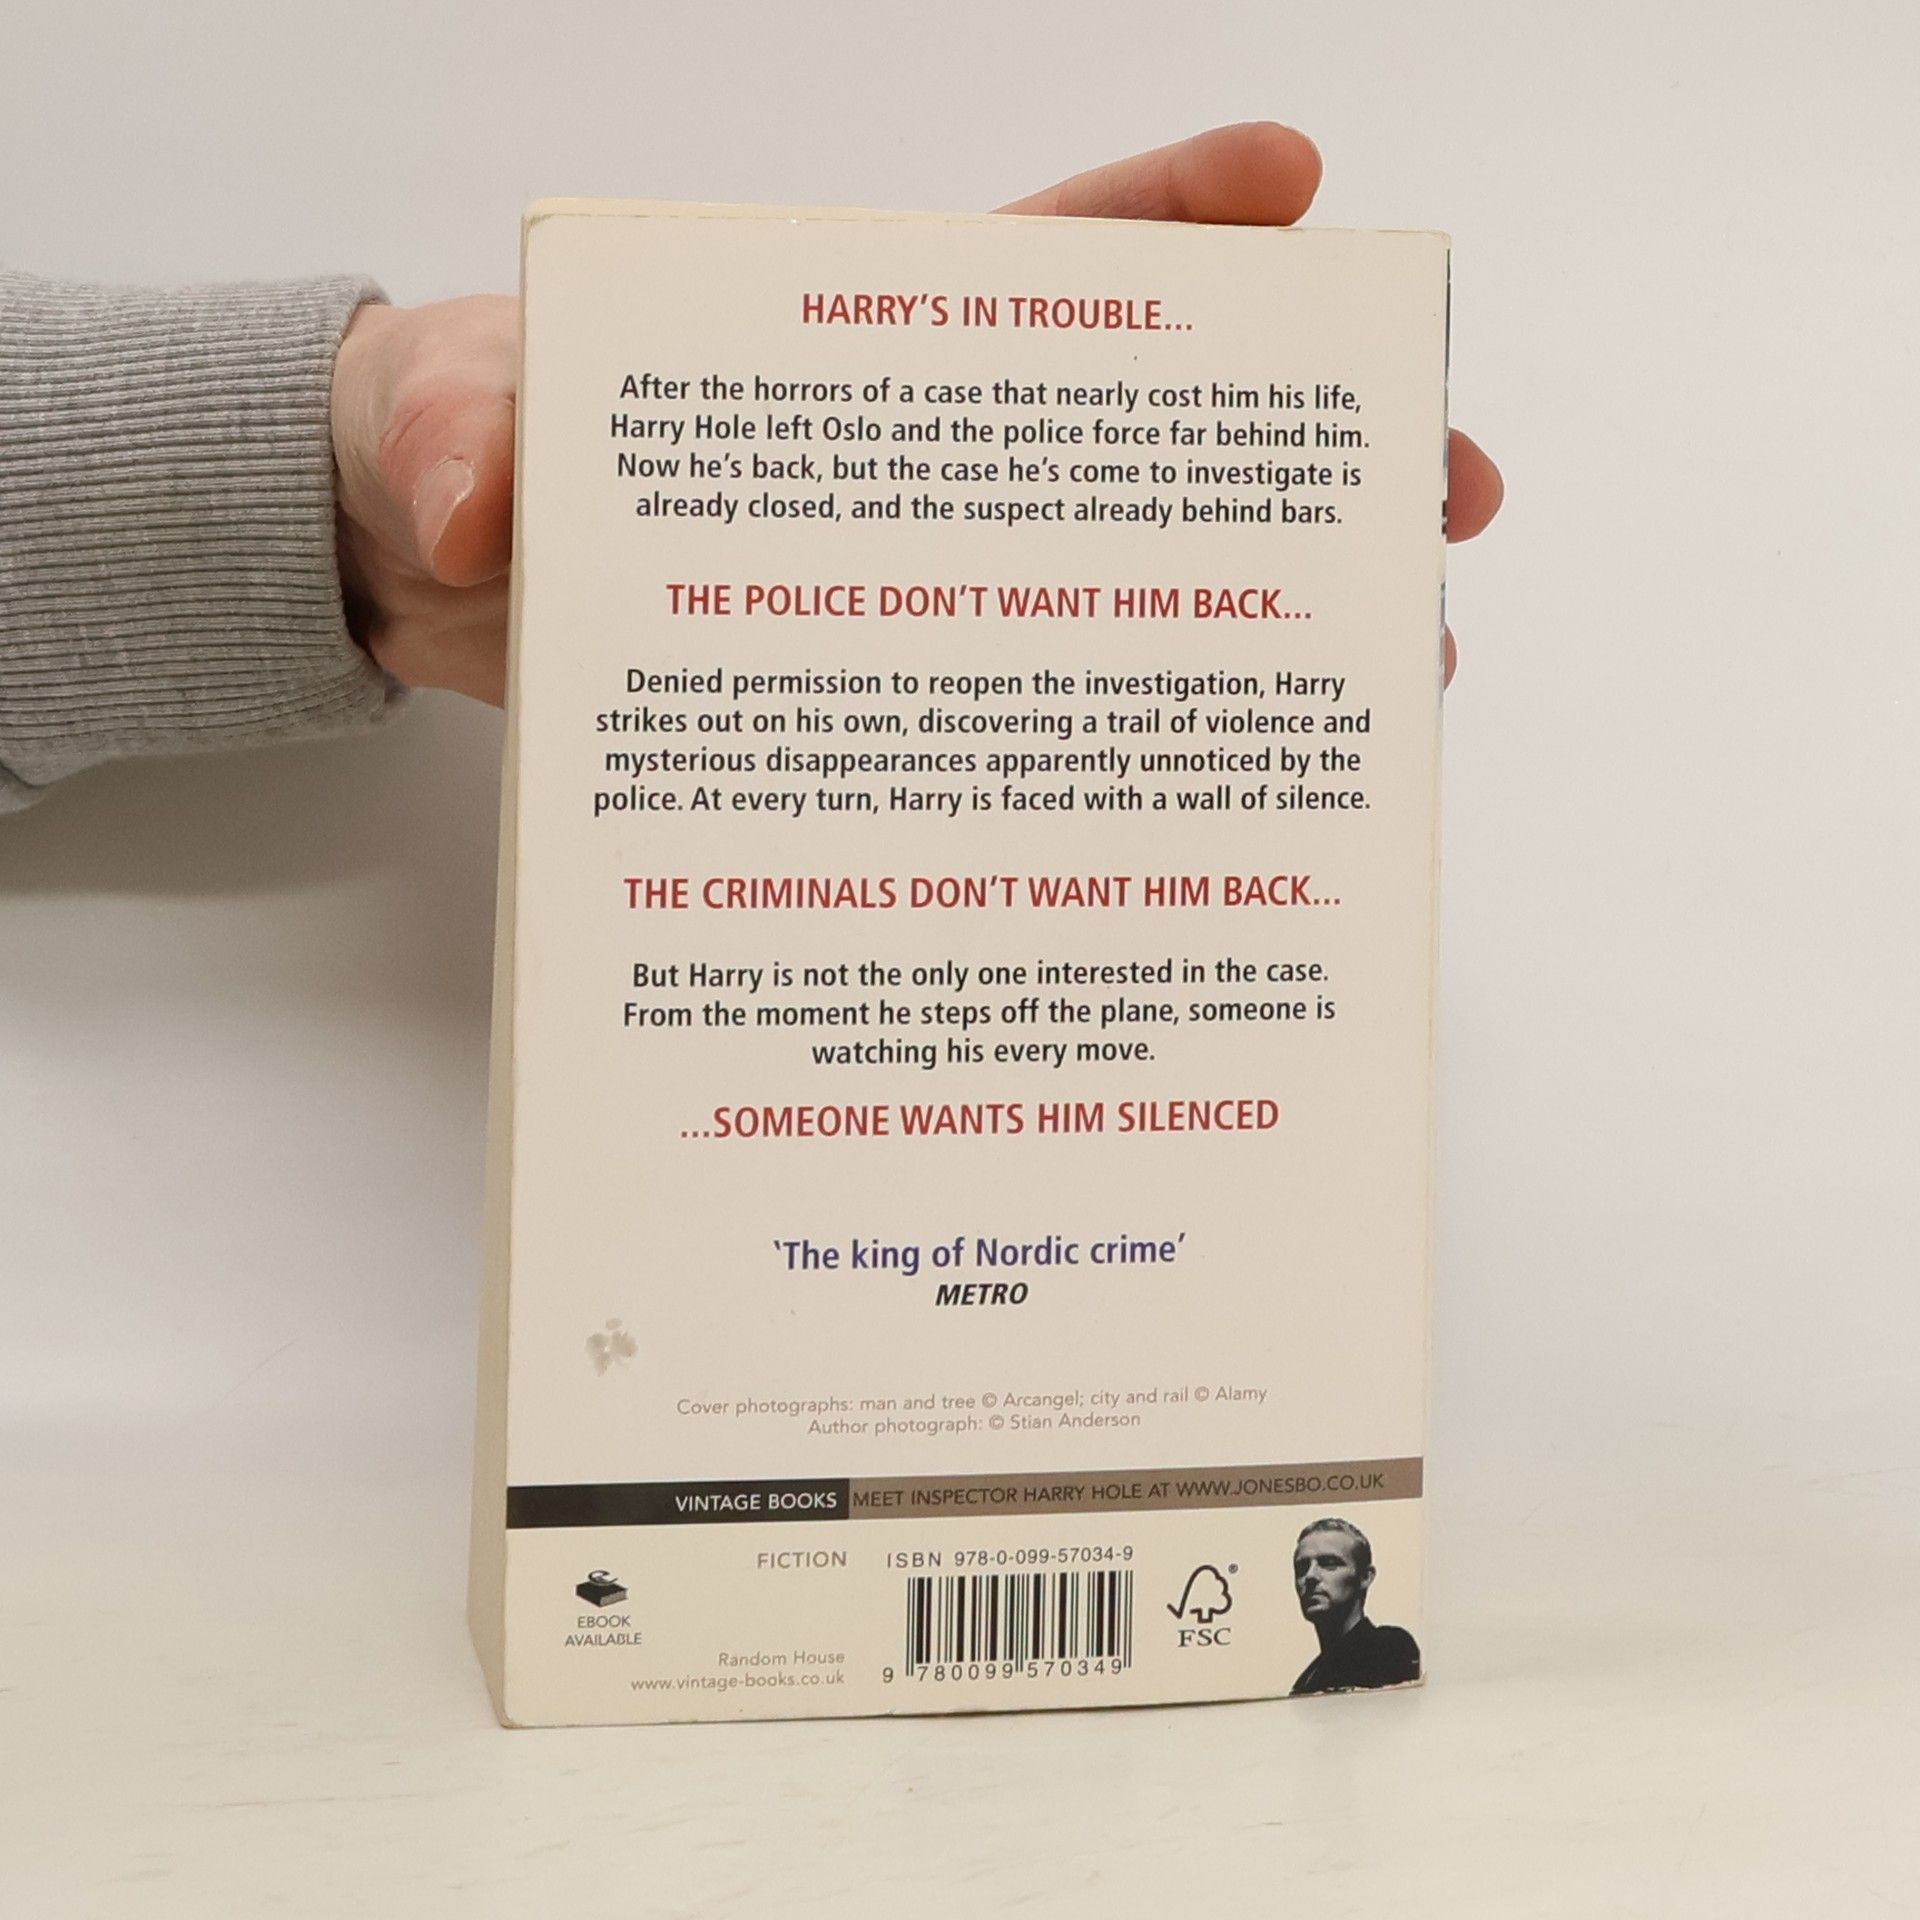 HARRY'S IN TROUBLE...
After the horrors of a case that nearly cost him his life,
Harry Hole left Oslo and the police force far behind him.
Now he's back, but the case he's come to investigate is
already closed, and the suspect already behind bars.
THE POLICE DON'T WANT HIM BACK...
Denied permission to reopen the investigation, Harry
strikes out on his own, discovering a trail of violence and
mysterious disappearances apparently unnoticed by the
police. At every turn, Harry is faced with a wall of silence.
THE CRIMINALS DON'T WANT HIM BACK...
But Harry is not the only one interested in the case.
From the moment he steps off the plane, someone is
watching his every move.
...SOMEONE WANTS HIM SILENCED
'The king of Nordic crime'
METRO
Cover photographs: man and tree © Arcangel; city and rail © Alamy
Author photograph: © Stian Anderson
VINTAGE BOOKS MEET INSPECTOR HARRY HOLE AT WWW.JONESBO.CO.UK
FICTION
ISBN 978-0-099-57034-9
EBOOK
AVAILABLE
Random House
www.vintage-books.co.uk
9 780099 570349
FSC®